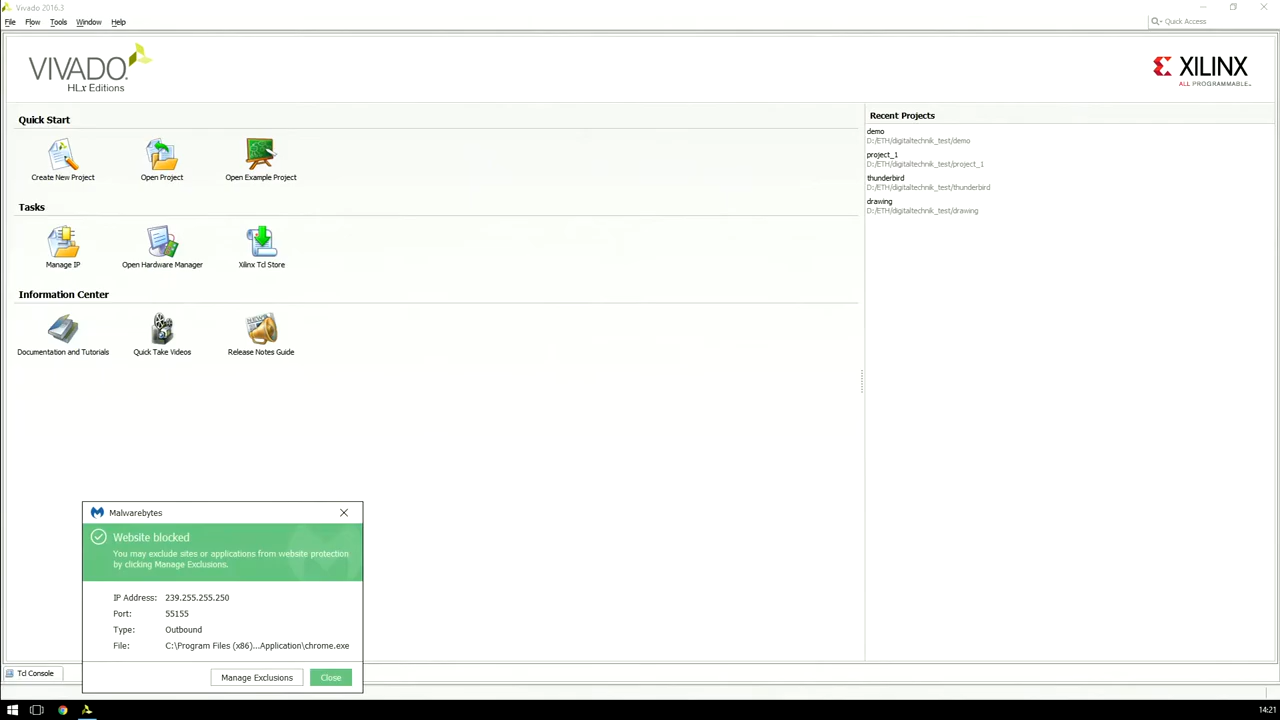 Vivado 2016.3
File Flow Tools Window Help
Quick Access
VIVADO.
HLx Editions
XILINX
ALL PROGRAMMABLE
Quick Start
Create New Project
Open Project
Open Example Project
Tasks
Manage IP
Open Hardware Manager
Xilinx Tcl Store
Information Center
Documentation and Tutorials
Quick Take Videos
Release Notes Guide
Recent Projects
demo
D:/ETH/digitaltechnik_test/demo
project_1
D:/ETH/digitaltechnik_test/project_1
thunderbird
D:/ETH/digitaltechnik_test/thunderbird
drawing
D:/ETH/digitaltechnik_test/drawing
Malwarebytes
Website blocked
You may exclude sites or applications from website protection
by clicking Manage Exclusions.
IP Address: 239.255.255.250
Port: 55155
Type: Outbound
File: C:\Program Files (x86)...Application\chrome.exe
Manage Exclusions
Close
Tcl Console
14:21